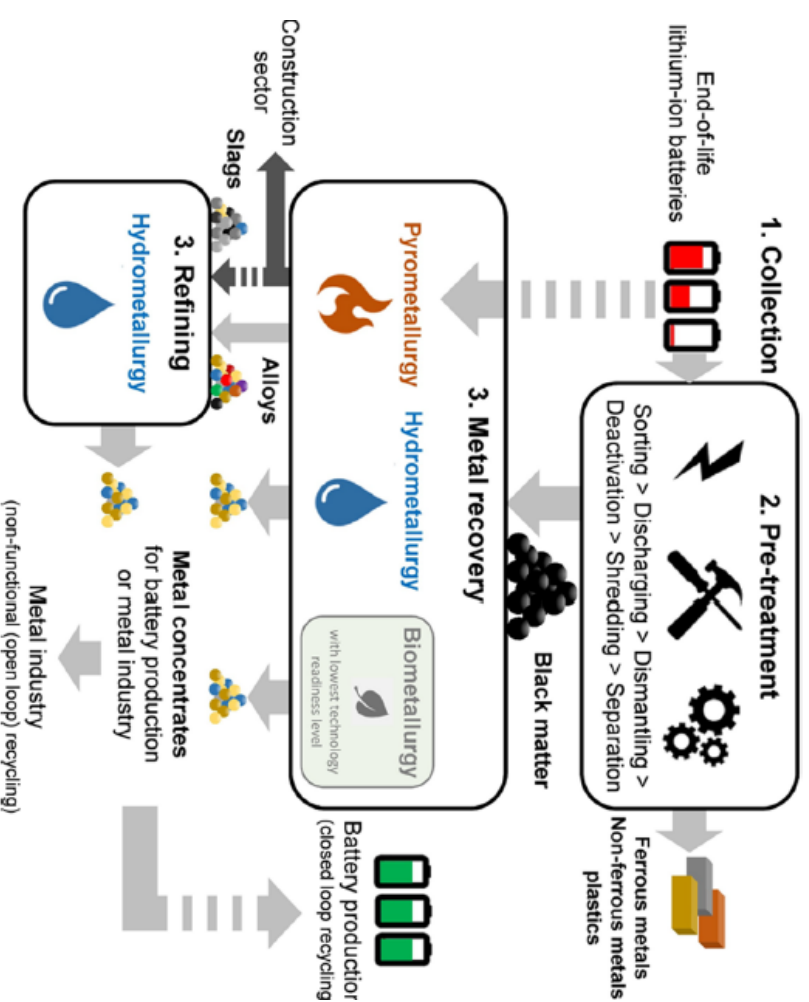 1. Collection
End-of-life
lithium-ion batteries
2. Pre-treatment
Sorting > Discharging > Dismantling >
Deactivation > Shredding > Separation
Ferrous metals
Non-ferrous metals
plastics
Black matter
3. Metal recovery
Pyrometallurgy
Hydrometallurgy
Biometallurgy
with lowest technology
readiness level
Construction
sector
Slags
Alloys
3. Refining
Hydrometallurgy
Metal concentrates
for battery production
or metal industry
Battery production
(closed loop recycling
Metal industry
(non-functional (open loop) recycling)